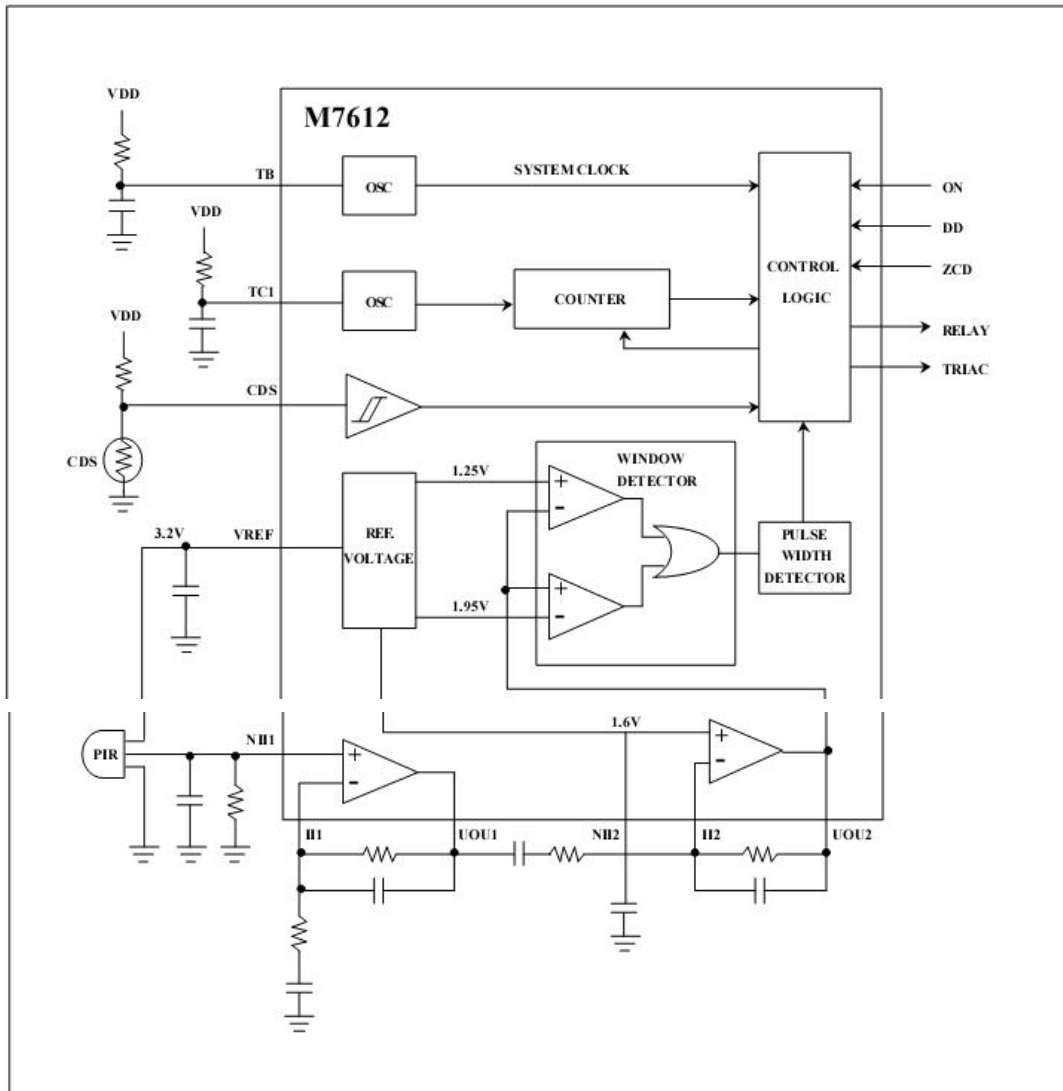 M7612
VDD
TB
OSC
SYSTEM CLOCK
ON
DD
ZCD
CONTROL
LOGIC
RELAY
TRIAC
VDD
TC1
OSC
COUNTER
VDD
CDS
CDS
WINDOW
DETECTOR
1.25V
+
-
3.2V
VREF
REF.
VOLTAGE
PULSE
WIDTH
DETECTOR
1.95V
+
-
PIR
NII1
+
-
1.6V
+
-
II1
UOU1
NII2
II2
UOU2